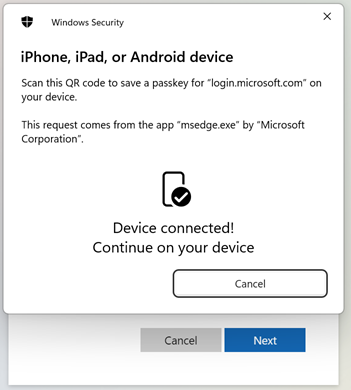 Windows Security
iPhone, iPad, or Android device
Scan this QR code to save a passkey for “login.microsoft.com” on
your device.
This request comes from the app “msedge.exe” by “Microsoft
Corporation”.
Device connected!
Continue on your device
Cancel
Cancel
Next